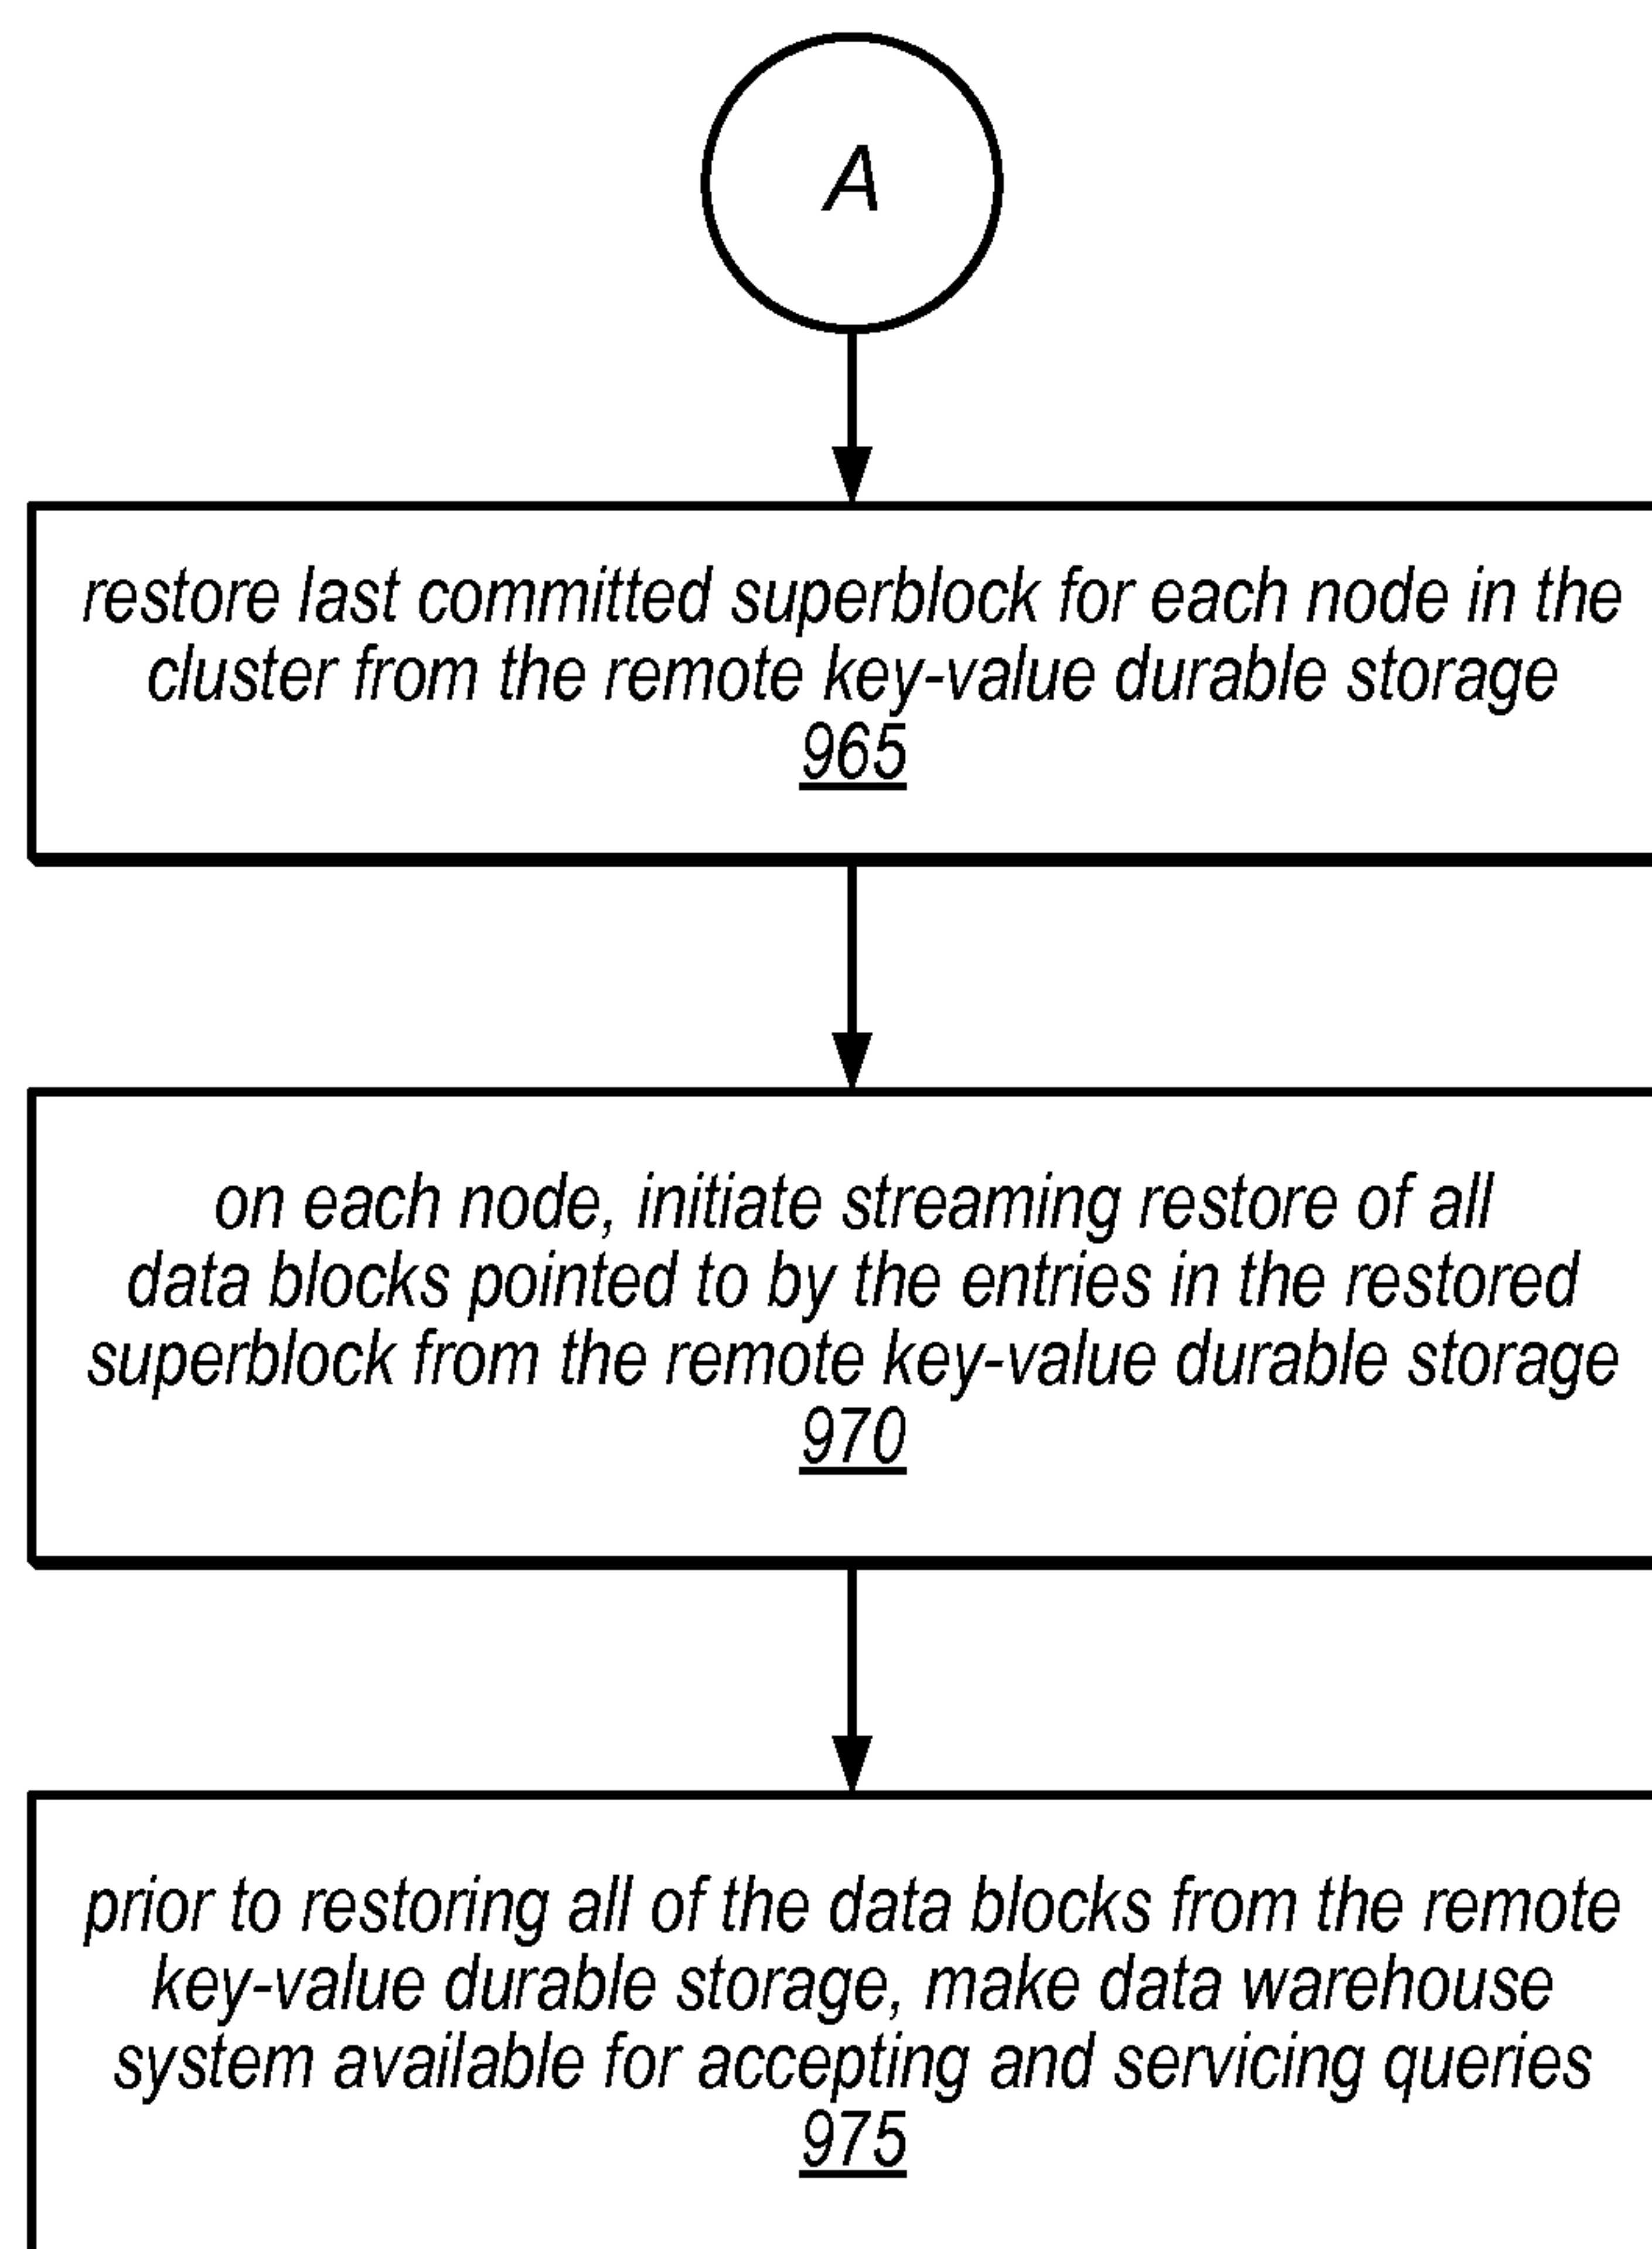 A
restore last committed superblock for each node in the
cluster from the remote key-value durable storage
965
on each node, initiate streaming restore of all
data blocks pointed to by the entries in the restored
superblock from the remote key-value durable storage
970
prior to restoring all of the data blocks from the remote
key-value durable storage, make data warehouse
system available for accepting and servicing queries
975